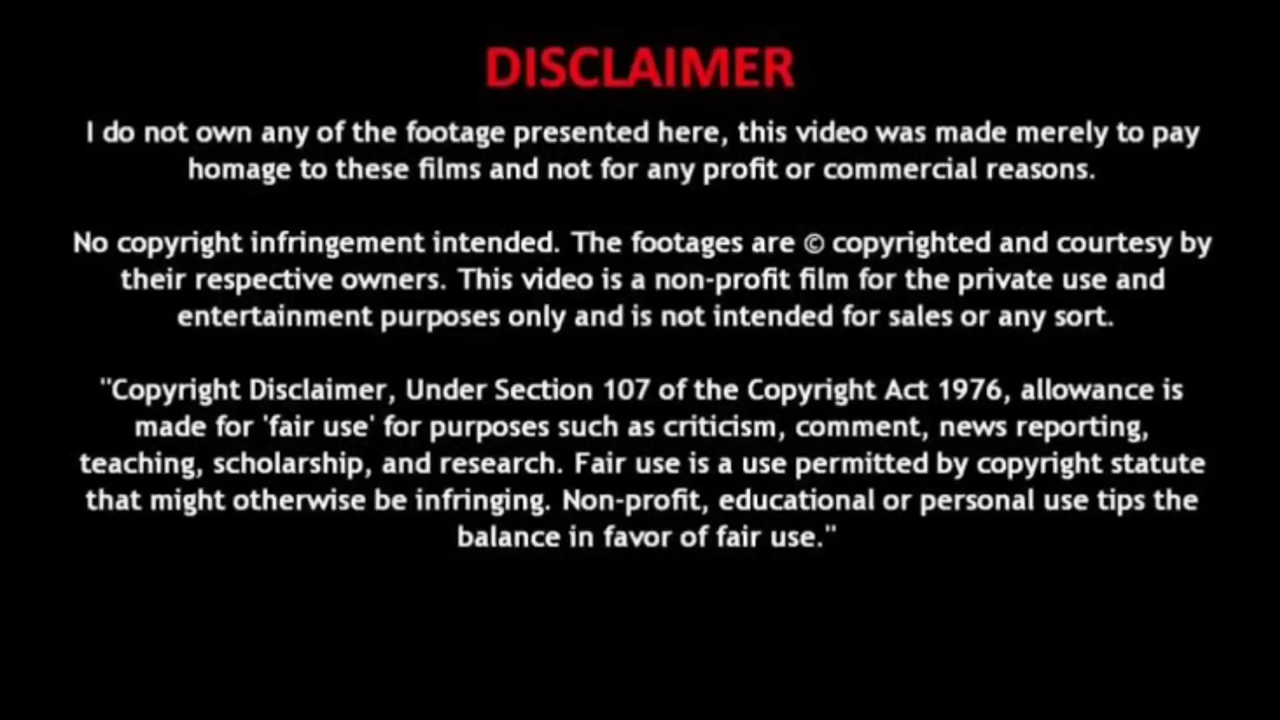 DISCLAIMER
I do not own any of the footage presented here, this video was made merely to pay
homage to these films and not for any profit or commercial reasons.
No copyright infringement intended. The footages are © copyrighted and courtesy by
their respective owners. This video is a non-profit film for the private use and
entertainment purposes only and is not intended for sales or any sort.
"Copyright Disclaimer, Under Section 107 of the Copyright Act 1976, allowance is
made for 'fair use' for purposes such as criticism, comment, news reporting,
teaching, scholarship, and research. Fair use is a use permitted by copyright statute
that might otherwise be infringing. Non-profit, educational or personal use tips the
balance in favor of fair use."